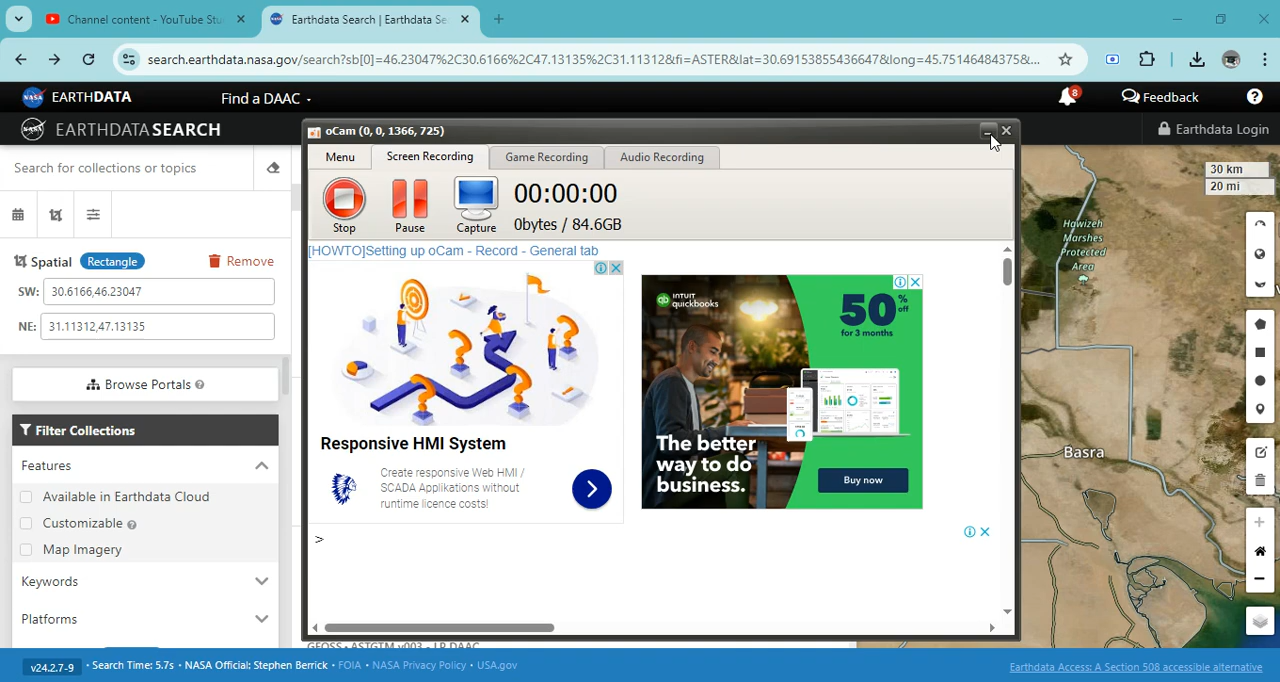 Channel content - YouTube Stu
Earthdata Search | Earthdata Se
search.earthdata.nasa.gov/search?sb[0]=46.23047%2C30.6166%2C47.13135%2C31.11312&fi=ASTER&lat=30.69153855436647&long=45.75146484375&...
EARTHDATA
Find a DAAC
8
Feedback
EARTHDATA SEARCH
Earthdata Login
Search for collections or topics
Spatial
Rectangle
Remove
SW: 30.6166,46.23047
NE: 31.11312,47.13135
Browse Portals
Filter Collections
Features
Available in Earthdata Cloud
Customizable
Map Imagery
Keywords
Platforms
oCam (0, 0, 1366, 725)
Menu
Screen Recording
Game Recording
Audio Recording
Stop
Pause
Capture
00:00:00
0bytes / 84.6GB
[HOWTO]Setting up oCam - Record - General tab
Responsive HMI System
Create responsive Web HMI /
SCADA Applikations without
runtime licence costs!
INTUIT
quickbooks
50% off
for 3 months
The better
way to do
business.
Buy now
>
GEOSS • ASTGTM v003 - LP DAAC
30 km
20 mi
Hawizeh
Marshes
Protected
Area
Basra
v24.2.7-9 • Search Time: 5.7s • NASA Official: Stephen Berrick • FOIA • NASA Privacy Policy • USA.gov
Earthdata Access: A Section 508 accessible alternative